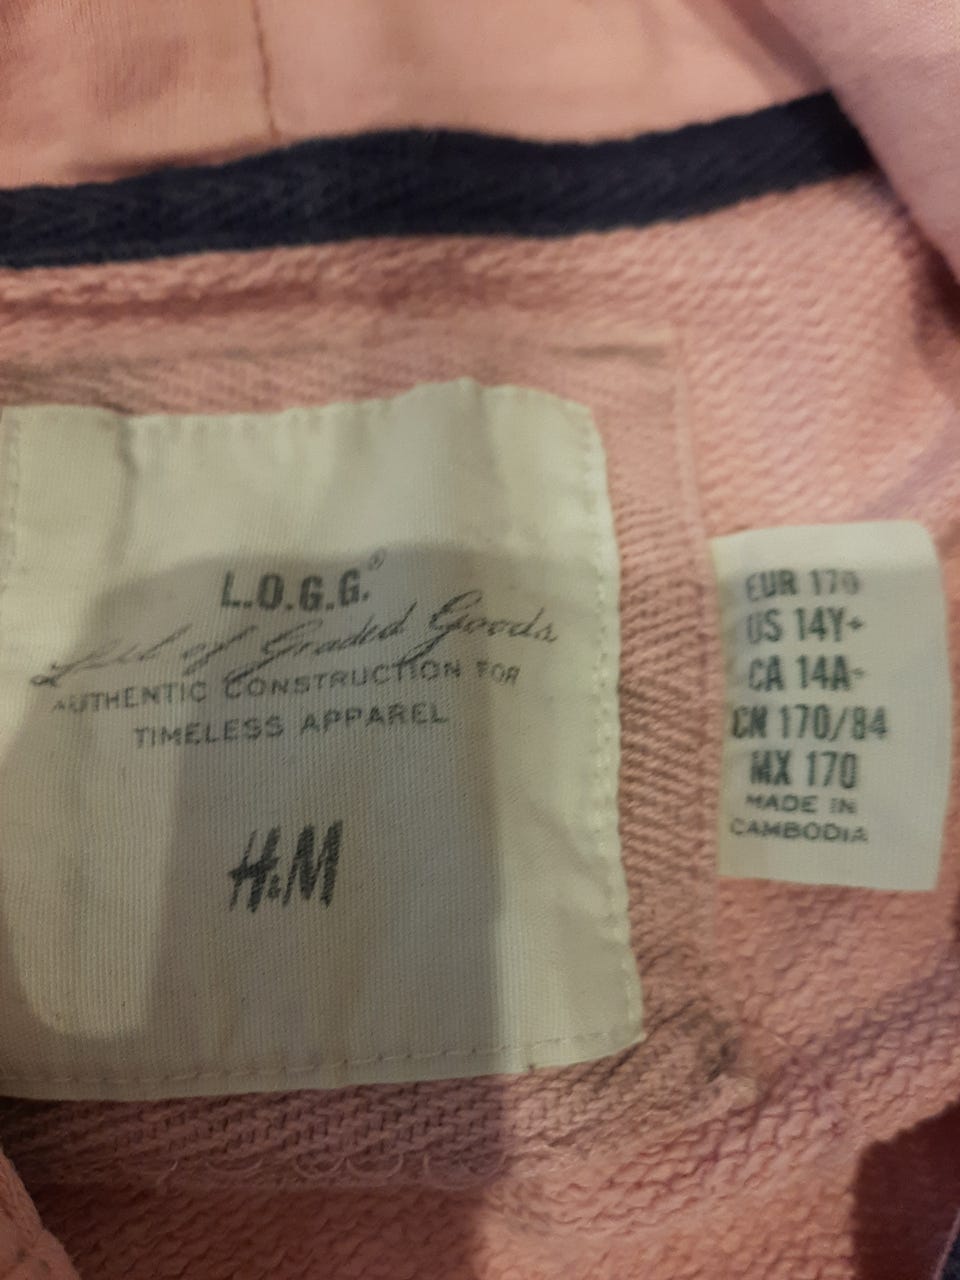 L.O.G.G.®
Label of Graded Goods
AUTHENTIC CONSTRUCTION FOR
TIMELESS APPAREL
H&M
EUR 170
US 14Y+
CA 14A+
CN 170/84
MX 170
MADE IN
CAMBODIA